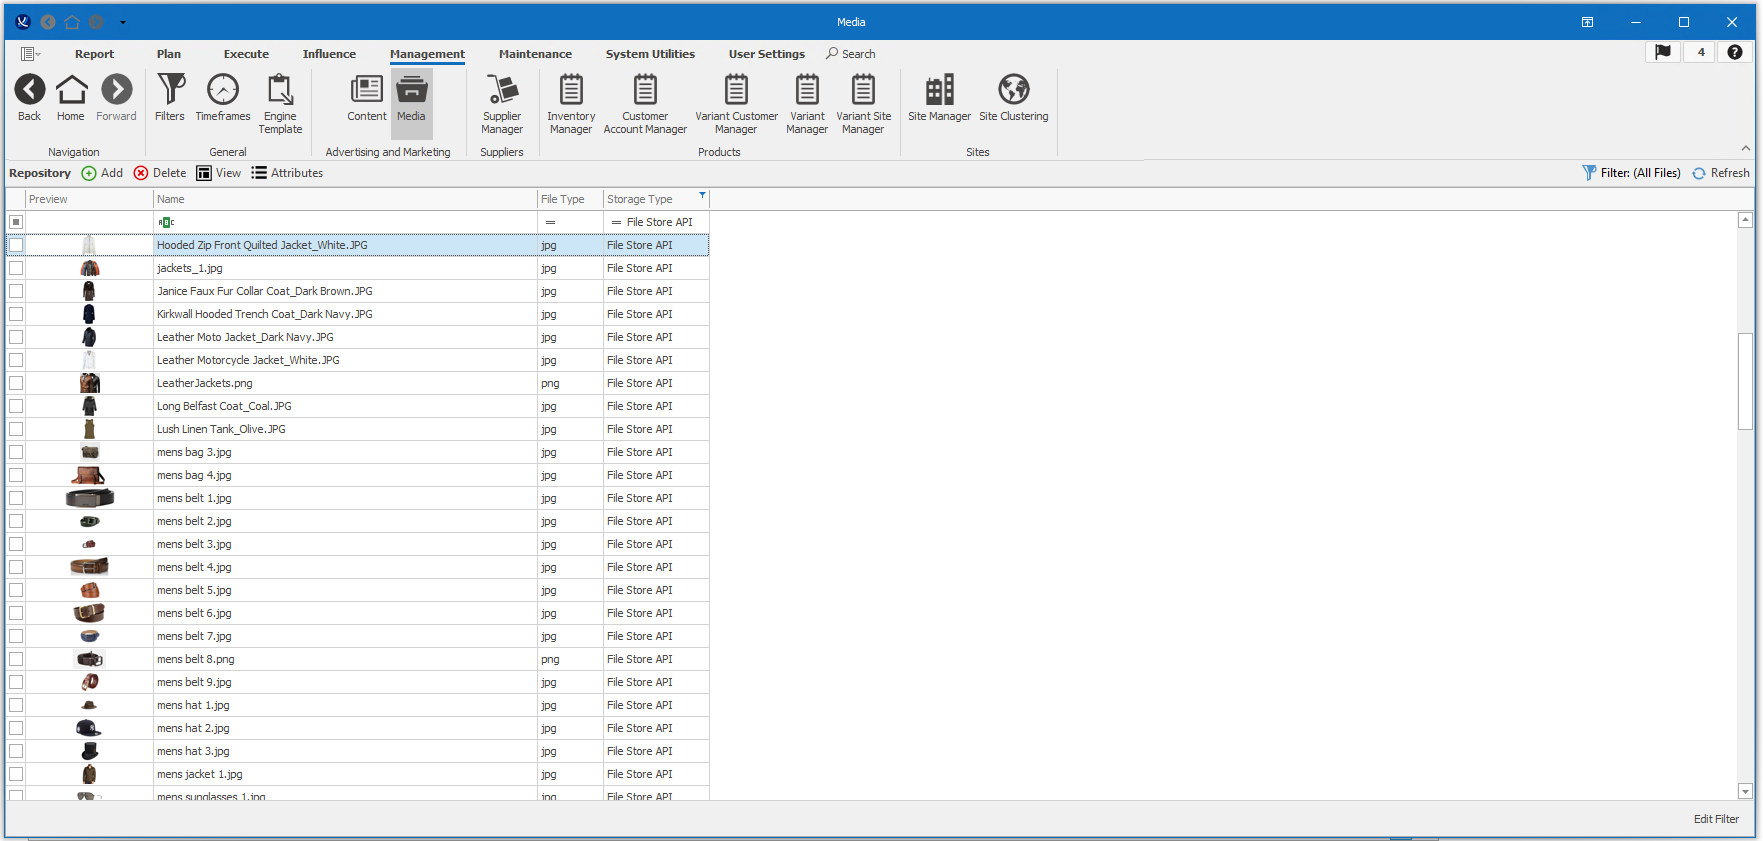 Media
Report Plan Execute Influence Management Maintenance System Utilities User Settings Search 4
Back Home Forward Filters Timeframes Engine Template Content Media Supplier Manager Inventory Manager Customer Account Manager Variant Customer Manager Variant Manager Variant Site Manager Site Manager Site Clustering
Navigation General Advertising and Marketing Suppliers Products Sites
Repository Add Delete View Attributes Filter: (All Files) Refresh
Preview Name File Type Storage Type
ABC = = File Store API
Hooded Zip Front Quilted Jacket_White.JPG jpg File Store API
jackets_1.jpg jpg File Store API
Janice Faux Fur Collar Coat_Dark Brown.JPG jpg File Store API
Kirkwall Hooded Trench Coat_Dark Navy.JPG jpg File Store API
Leather Moto Jacket_Dark Navy.JPG jpg File Store API
Leather Motorcycle Jacket_White.JPG jpg File Store API
LeatherJackets.png png File Store API
Long Belfast Coat_Coal.JPG jpg File Store API
Lush Linen Tank_Olive.JPG jpg File Store API
mens bag 3.jpg jpg File Store API
mens bag 4.jpg jpg File Store API
mens belt 1.jpg jpg File Store API
mens belt 2.jpg jpg File Store API
mens belt 3.jpg jpg File Store API
mens belt 4.jpg jpg File Store API
mens belt 5.jpg jpg File Store API
mens belt 6.jpg jpg File Store API
mens belt 7.jpg jpg File Store API
mens belt 8.png png File Store API
mens belt 9.jpg jpg File Store API
mens hat 1.jpg jpg File Store API
mens hat 2.jpg jpg File Store API
mens hat 3.jpg jpg File Store API
mens jacket 1.jpg jpg File Store API
mens sunglasses 1.jpg jpg File Store API
Edit Filter